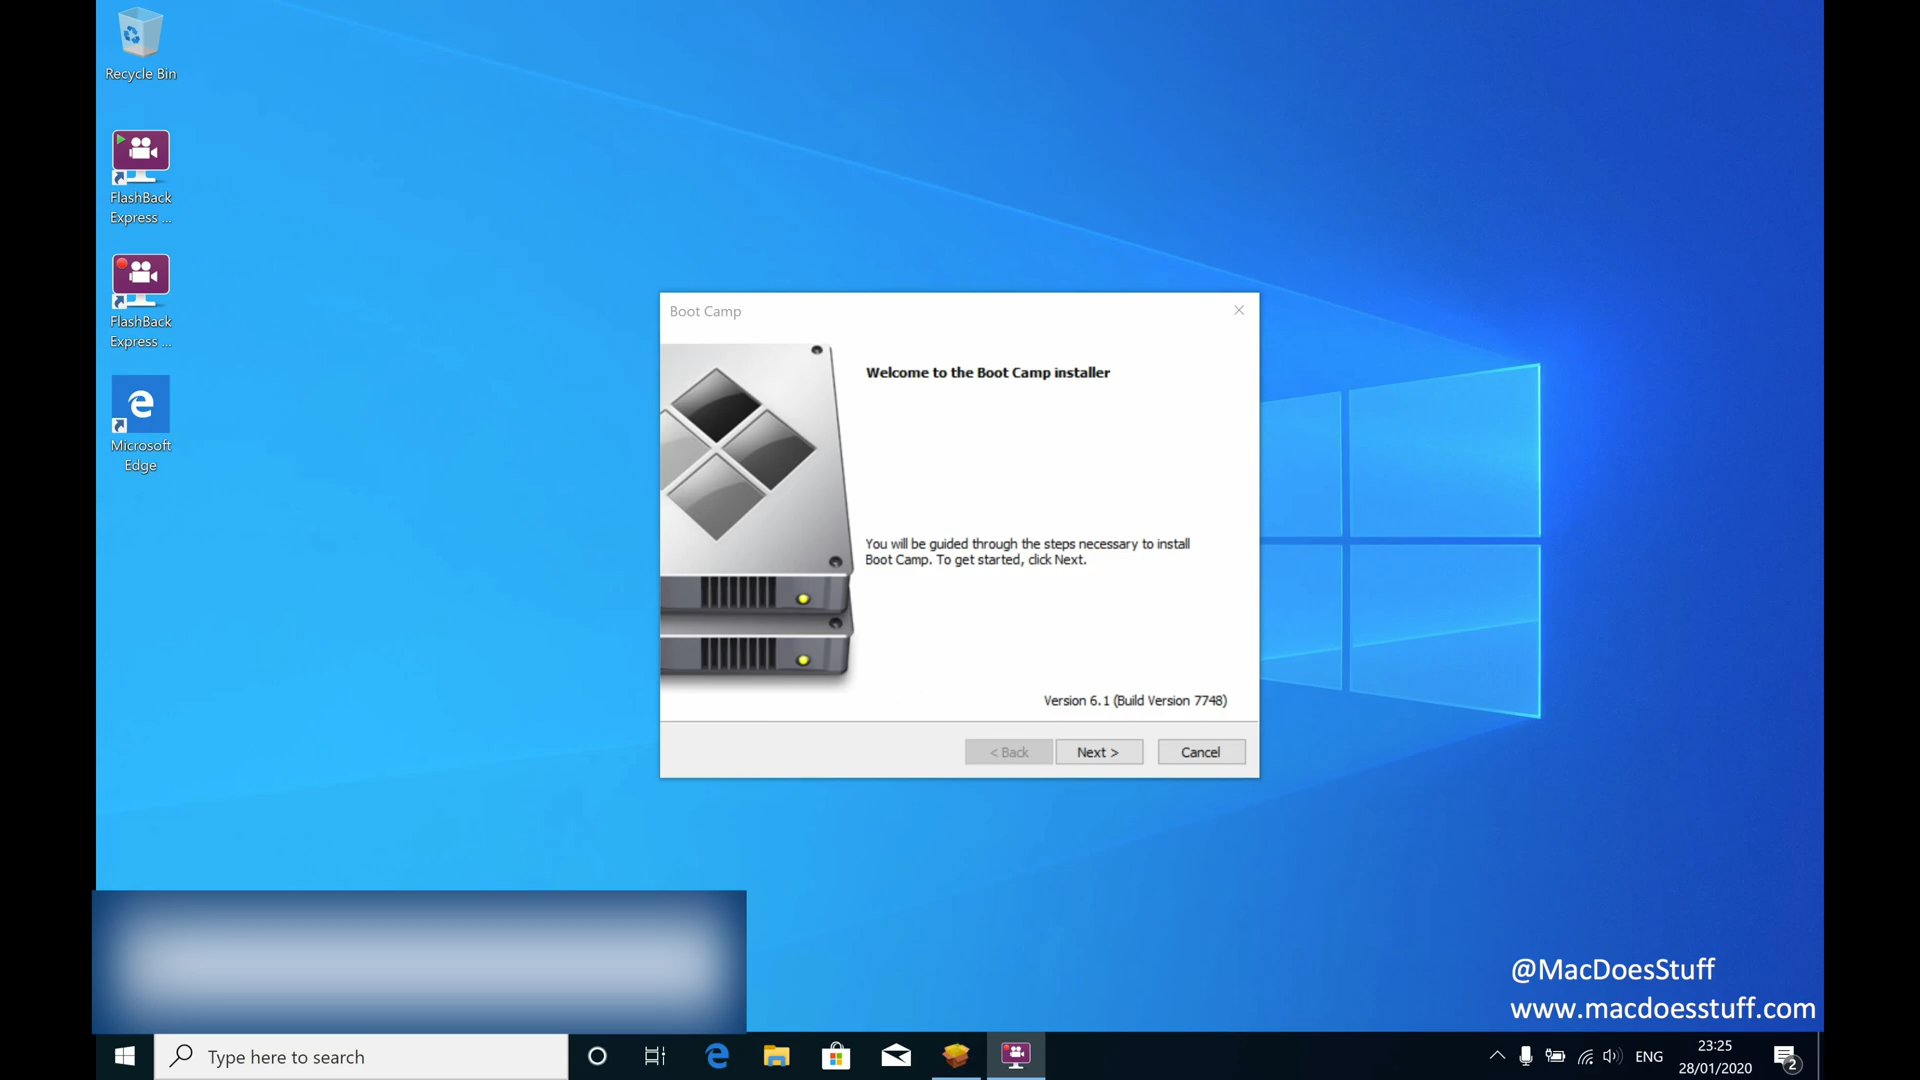 Recycle Bin
FlashBack
Express ...
FlashBack
Express ...
Microsoft
Edge
Boot Camp
Welcome to the Boot Camp installer
You will be guided through the steps necessary to install
Boot Camp. To get started, click Next.
Version 6.1 (Build Version 7748)
< Back
Next >
Cancel
@MacDoesStuff
www.macdoesstuff.com
Type here to search
ENG
23:25
28/01/2020
2